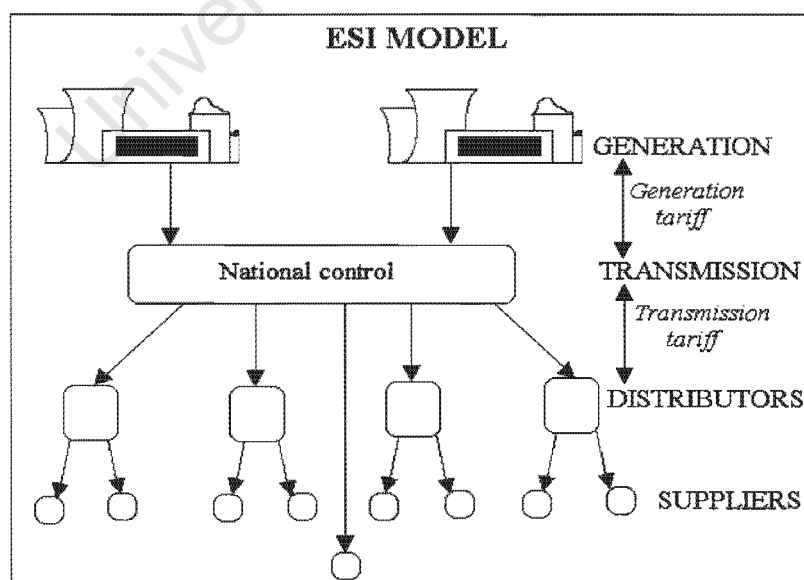 ESI MODEL
GENERATION
Generation
tariff
National control
TRANSMISSION
Transmission
tariff
DISTRIBUTORS
SUPPLIERS